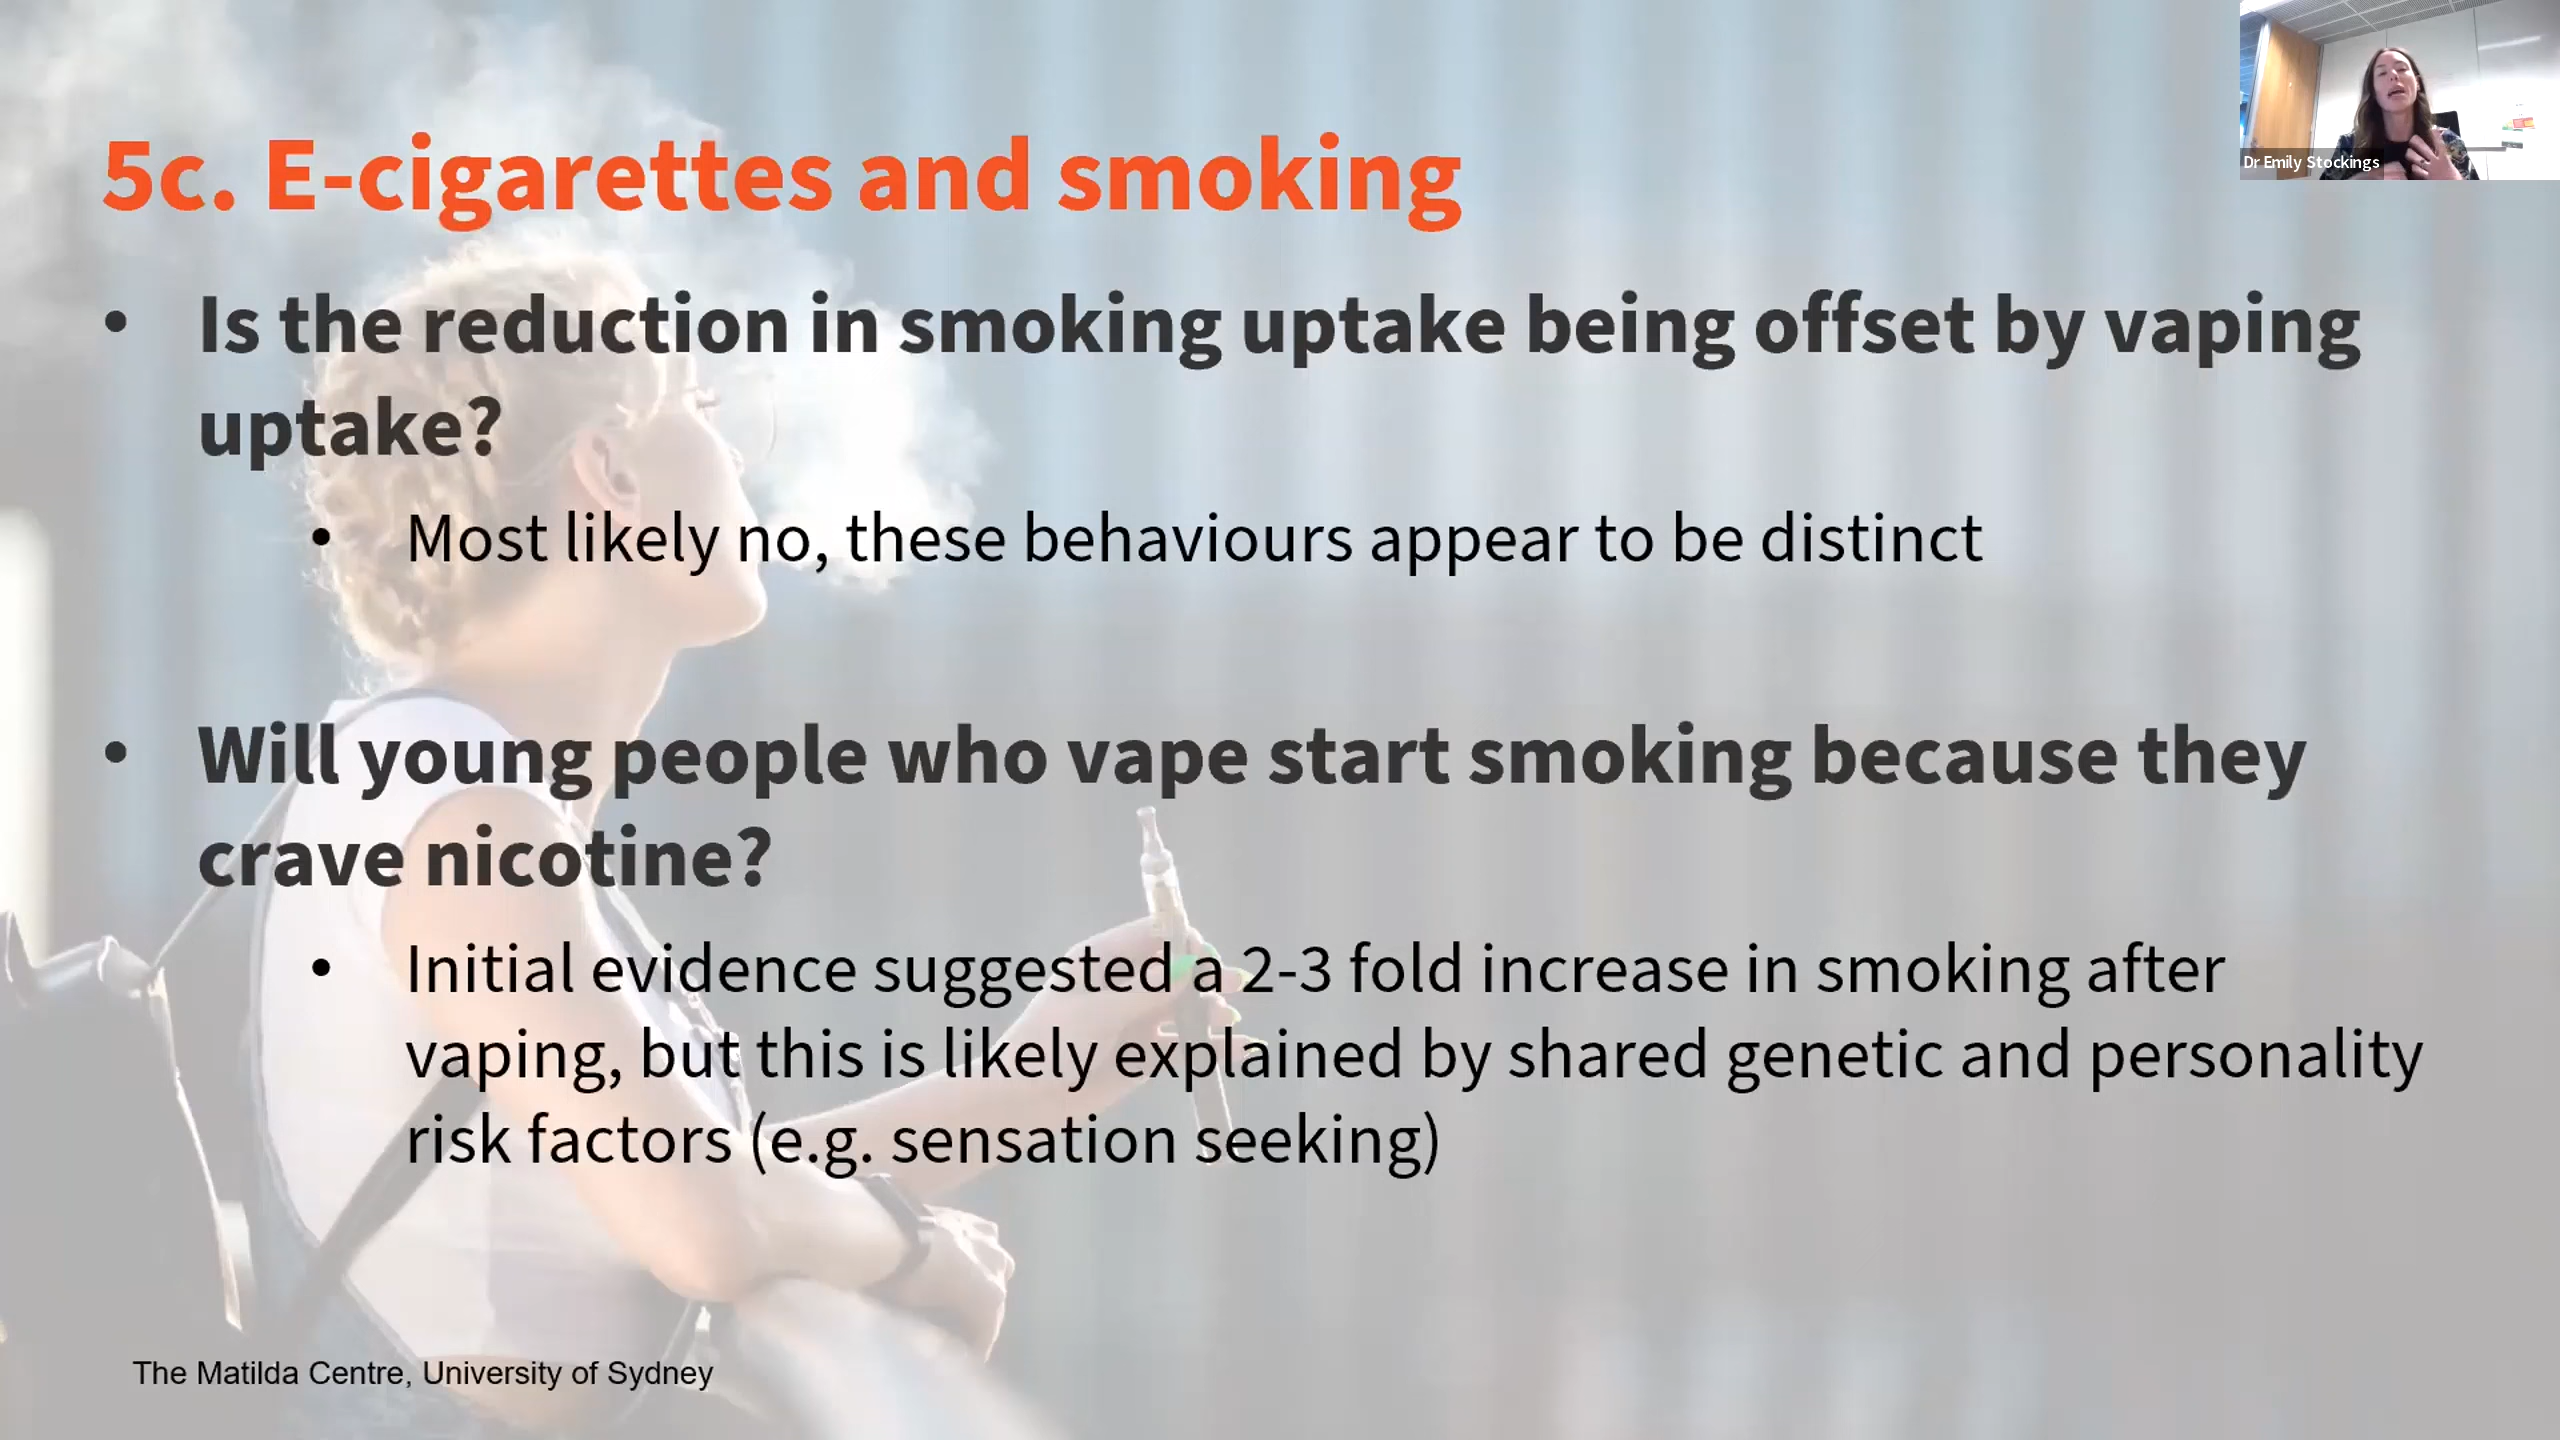 Dr Emily Stockings
5c. E-cigarettes and smoking
• Is the reduction in smoking uptake being offset by vaping
uptake?
• Most likely no, these behaviours appear to be distinct
• Will young people who vape start smoking because they
crave nicotine?
• Initial evidence suggested a 2-3 fold increase in smoking after
vaping, but this is likely explained by shared genetic and personality
risk factors (e.g. sensation seeking)
The Matilda Centre, University of Sydney